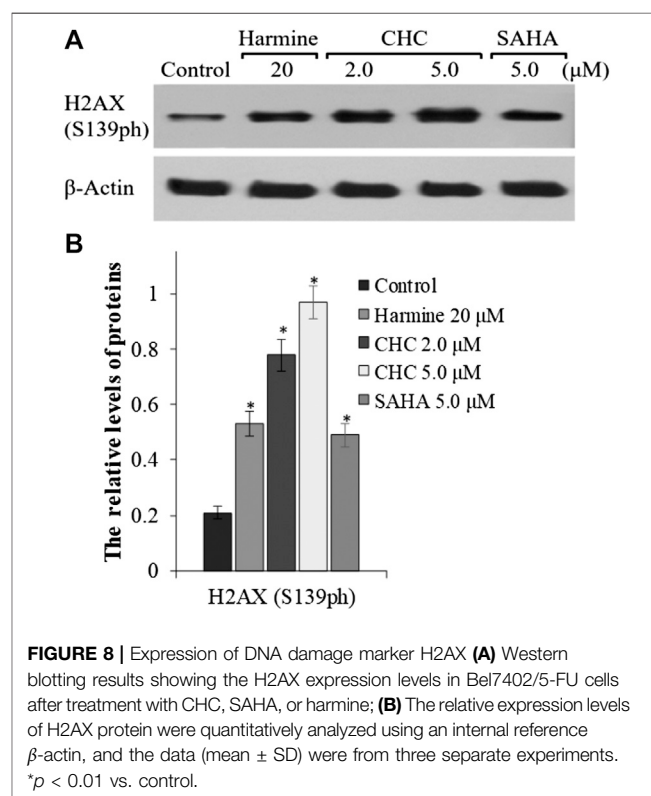 A
Harmine CHC SAHA
Control 20 2.0 5.0 5.0 (μM)
H2AX
(S139ph)
β-Actin
B
The relative levels of proteins
1
0.8
0.6
0.4
0.2
0
*
*
*
*
Control
Harmine 20 μM
CHC 2.0 μM
CHC 5.0 μM
SAHA 5.0 μM
H2AX (S139ph)
FIGURE 8 | Expression of DNA damage marker H2AX (A) Western
blotting results showing the H2AX expression levels in Bel7402/5-FU cells
after treatment with CHC, SAHA, or harmine; (B) The relative expression levels
of H2AX protein were quantitatively analyzed using an internal reference
β-actin, and the data (mean ± SD) were from three separate experiments.
*p < 0.01 vs. control.